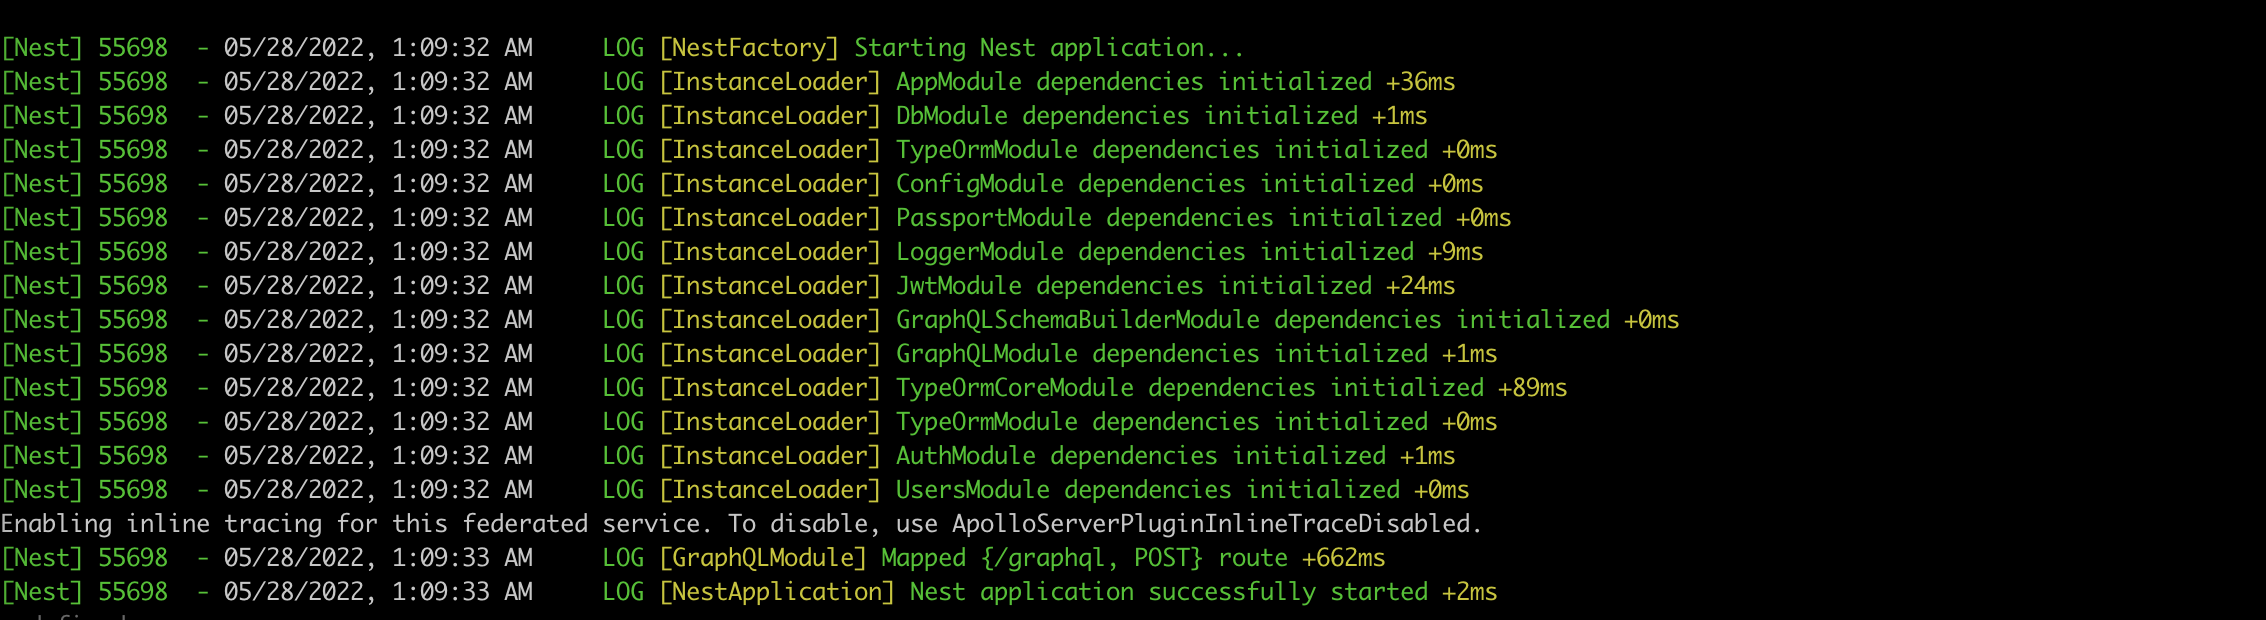 [Nest] 55698  - 05/28/2022, 1:09:32 AM     LOG [NestFactory] Starting Nest application...
[Nest] 55698  - 05/28/2022, 1:09:32 AM     LOG [InstanceLoader] AppModule dependencies initialized +36ms
[Nest] 55698  - 05/28/2022, 1:09:32 AM     LOG [InstanceLoader] DbModule dependencies initialized +1ms
[Nest] 55698  - 05/28/2022, 1:09:32 AM     LOG [InstanceLoader] TypeOrmModule dependencies initialized +0ms
[Nest] 55698  - 05/28/2022, 1:09:32 AM     LOG [InstanceLoader] ConfigModule dependencies initialized +0ms
[Nest] 55698  - 05/28/2022, 1:09:32 AM     LOG [InstanceLoader] PassportModule dependencies initialized +0ms
[Nest] 55698  - 05/28/2022, 1:09:32 AM     LOG [InstanceLoader] LoggerModule dependencies initialized +9ms
[Nest] 55698  - 05/28/2022, 1:09:32 AM     LOG [InstanceLoader] JwtModule dependencies initialized +24ms
[Nest] 55698  - 05/28/2022, 1:09:32 AM     LOG [InstanceLoader] GraphQLSchemaBuilderModule dependencies initialized +0ms
[Nest] 55698  - 05/28/2022, 1:09:32 AM     LOG [InstanceLoader] GraphQLModule dependencies initialized +1ms
[Nest] 55698  - 05/28/2022, 1:09:32 AM     LOG [InstanceLoader] TypeOrmCoreModule dependencies initialized +89ms
[Nest] 55698  - 05/28/2022, 1:09:32 AM     LOG [InstanceLoader] TypeOrmModule dependencies initialized +0ms
[Nest] 55698  - 05/28/2022, 1:09:32 AM     LOG [InstanceLoader] AuthModule dependencies initialized +1ms
[Nest] 55698  - 05/28/2022, 1:09:32 AM     LOG [InstanceLoader] UsersModule dependencies initialized +0ms
Enabling inline tracing for this federated service. To disable, use ApolloServerPluginInlineTraceDisabled.
[Nest] 55698  - 05/28/2022, 1:09:33 AM     LOG [GraphQLModule] Mapped {/graphql, POST} route +662ms
[Nest] 55698  - 05/28/2022, 1:09:33 AM     LOG [NestApplication] Nest application successfully started +2ms